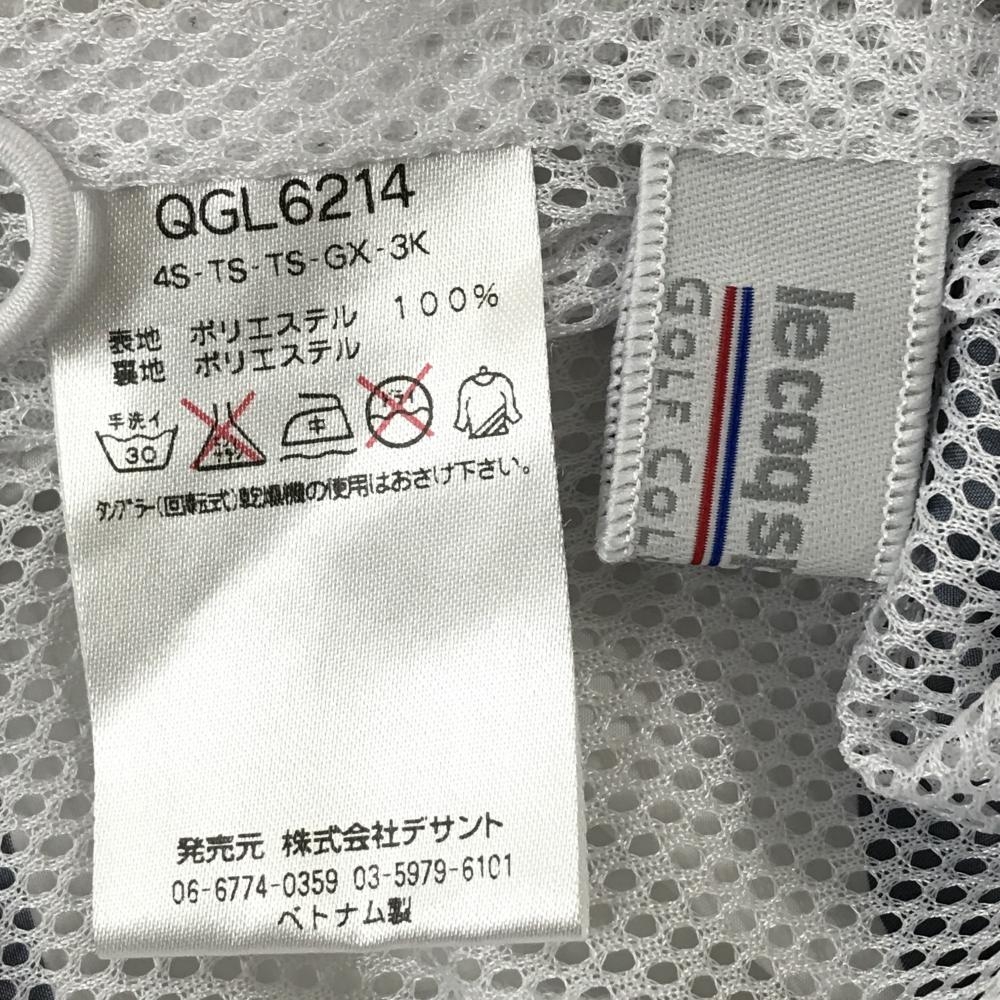 QGL6214
4S-TS-TS-GX-3K
表地 ポリエステル 100%
裏地 ポリエステル
手洗イ
30
中
タンブラー(回転式)乾燥機の使用はおさけ下さい。
発売元 株式会社デサント
06-6774-0359 03-5979-6101
ベトナム製
lecoqs
GOLF COL